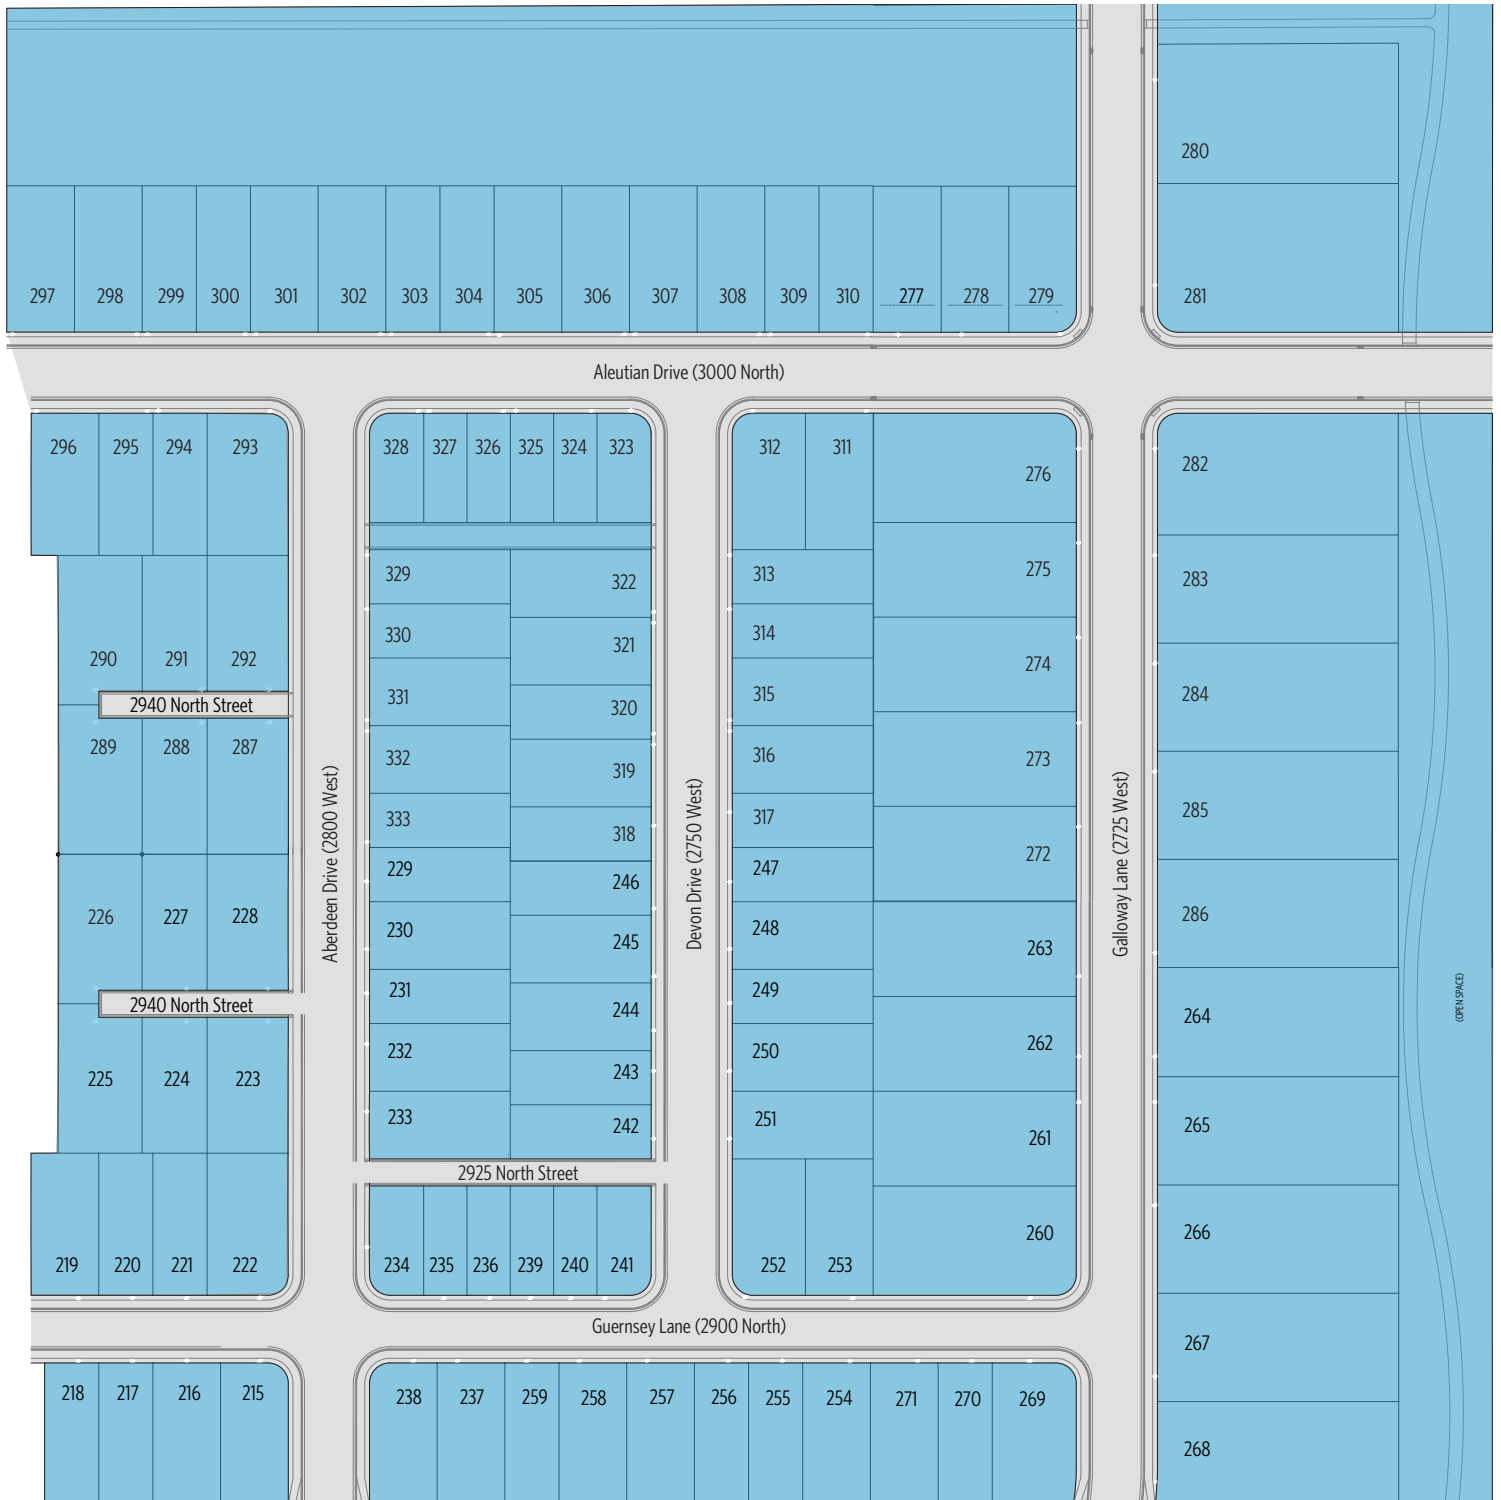 280
297 298 299 300 301 302 303 304 305 306 307 308 309 310 277 278 279 281
Aleutian Drive (3000 North)
296 295 294 293 328 327 326 325 324 323 312 311
282
276
275
329 322 313 283
330 321 314
274
331 320 315 284
290 291 292
2940 North Street
289 288 287
332 319 316 273
333 318 317 285
Aberdeen Drive (2800 West)
Devon Drive (2750 West)
Galloway Lane (2725 West)
272
229 246 247
226 227 228
230 245 248 286
263
231 244 249
2940 North Street
264
(OPEN SPACE)
232 243 250 262
225 224 223
233 242 251 265
261
2925 North Street
266
260
219 220 221 222 234 235 236 239 240 241 252 253
Guernsey Lane (2900 North)
267
218 217 216 215 238 237 259 258 257 256 255 254 271 270 269
268